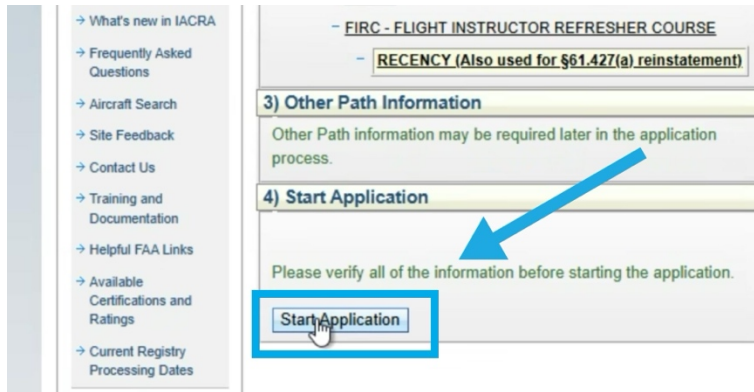 → What's new in IACRA
→ Frequently Asked
Questions
→ Aircraft Search
→ Site Feedback
→ Contact Us
→ Training and
Documentation
→ Helpful FAA Links
→ Available
Certifications and
Ratings
→ Current Registry
Processing Dates
− FIRC - FLIGHT INSTRUCTOR REFRESHER COURSE
− RECENCY (Also used for §61.427(a) reinstatement)
3) Other Path Information
Other Path information may be required later in the application
process.
4) Start Application
Please verify all of the information before starting the application.
Start Application